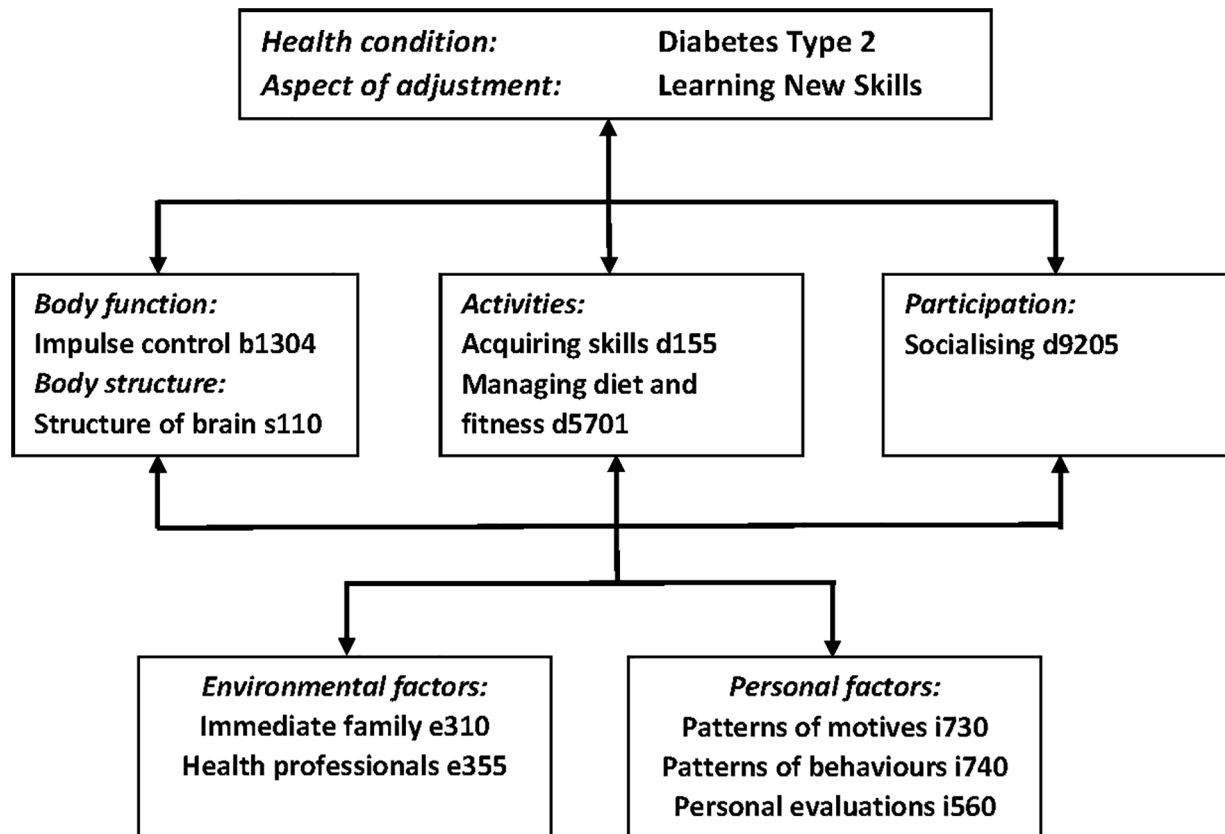 Health condition: Diabetes Type 2
Aspect of adjustment: Learning New Skills
Body function:
Impulse control b1304
Body structure:
Structure of brain s110
Activities:
Acquiring skills d155
Managing diet and
fitness d5701
Participation:
Socialising d9205
Environmental factors:
Immediate family e310
Health professionals e355
Personal factors:
Patterns of motives i730
Patterns of behaviours i740
Personal evaluations i560